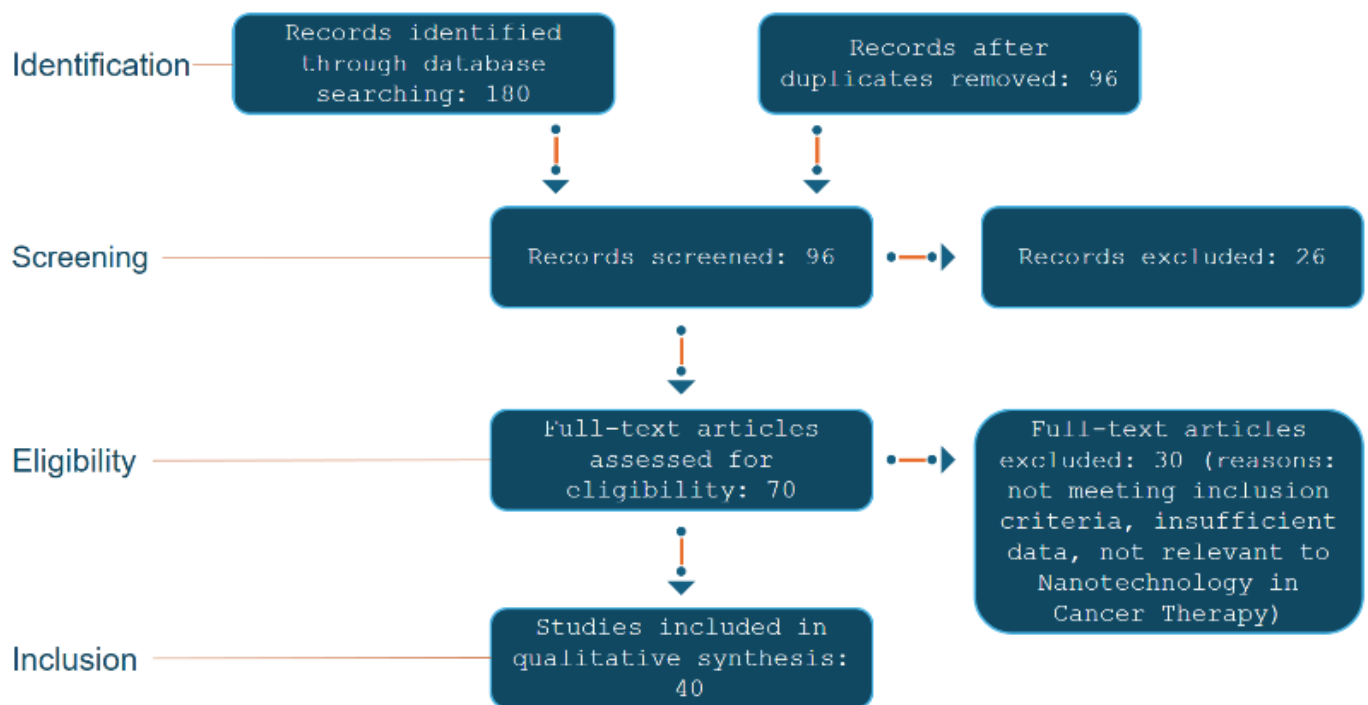 Identification
Records identified
through database
searching: 180
Records after
duplicates removed: 96
Screening
Records screened: 96
Records excluded: 26
Eligibility
Full-text articles
assessed for
eligibility: 70
Full-text articles
excluded: 30 (reasons:
not meeting inclusion
criteria, insufficient
data, not relevant to
Nanotechnology in
Cancer Therapy)
Inclusion
Studies included in
qualitative synthesis:
40